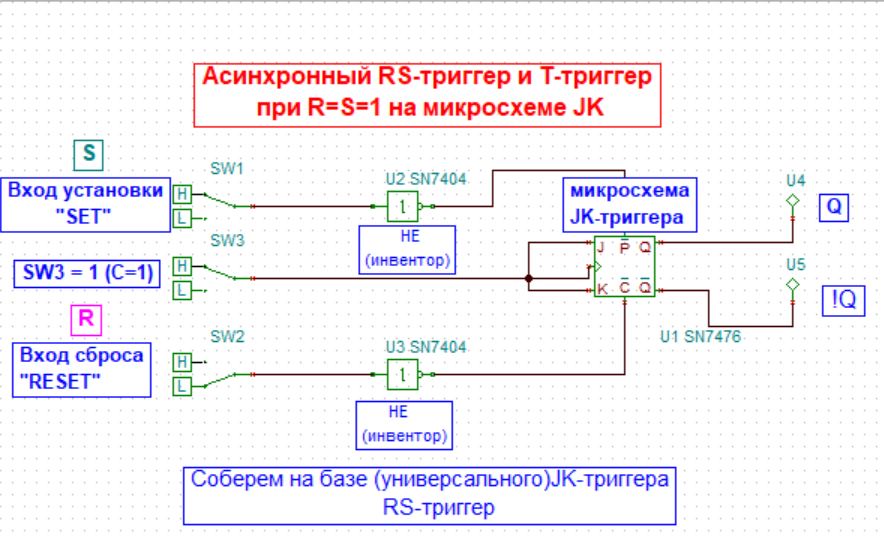 Асинхронный RS-триггер и Т-триггер
при R=S=1 на микросхеме JK
S
SW1
Вход установки
"SET"
H
L
U2 SN7404
1
НЕ
(инвентор)
микросхема
JK-триггера
U4
Q
SW3
SW3 = 1 (C=1)
H
L
J P Q
K C Q
U5
!Q
U1 SN7476
R
SW2
Вход сброса
"RESET"
H
L
U3 SN7404
1
НЕ
(инвентор)
Соберем на базе (универсального)JK-триггера
RS-триггер